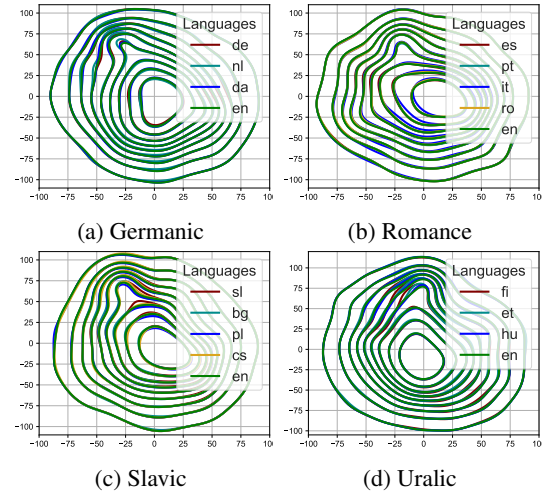 Languages
de
nl
da
en
100
75
50
25
0
−25
−50
−75
−100
−100 −75 −50 −25 0 25 50 75 100
(a) Germanic
Languages
es
pt
it
ro
en
100
75
50
25
0
−25
−50
−75
−100
−100 −75 −50 −25 0 25 50 75 100
(b) Romance
Languages
sl
bg
pl
cs
en
100
75
50
25
0
−25
−50
−75
−100
−100 −75 −50 −25 0 25 50 75 100
(c) Slavic
Languages
fi
et
hu
en
100
75
50
25
0
−25
−50
−75
−100
−100 −75 −50 −25 0 25 50 75 100
(d) Uralic